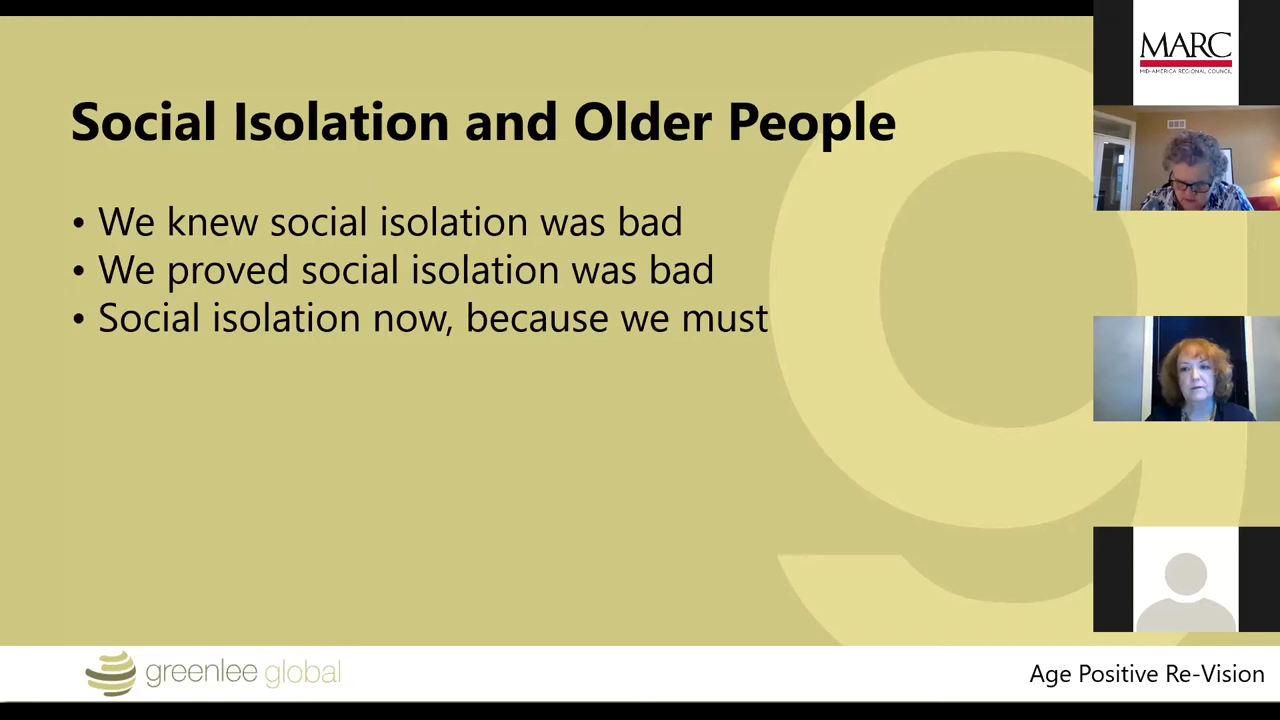 Social Isolation and Older People
• We knew social isolation was bad
• We proved social isolation was bad
• Social isolation now, because we must
greenlee global
Age Positive Re-Vision
MARC
MID-AMERICA REGIONAL COUNCIL